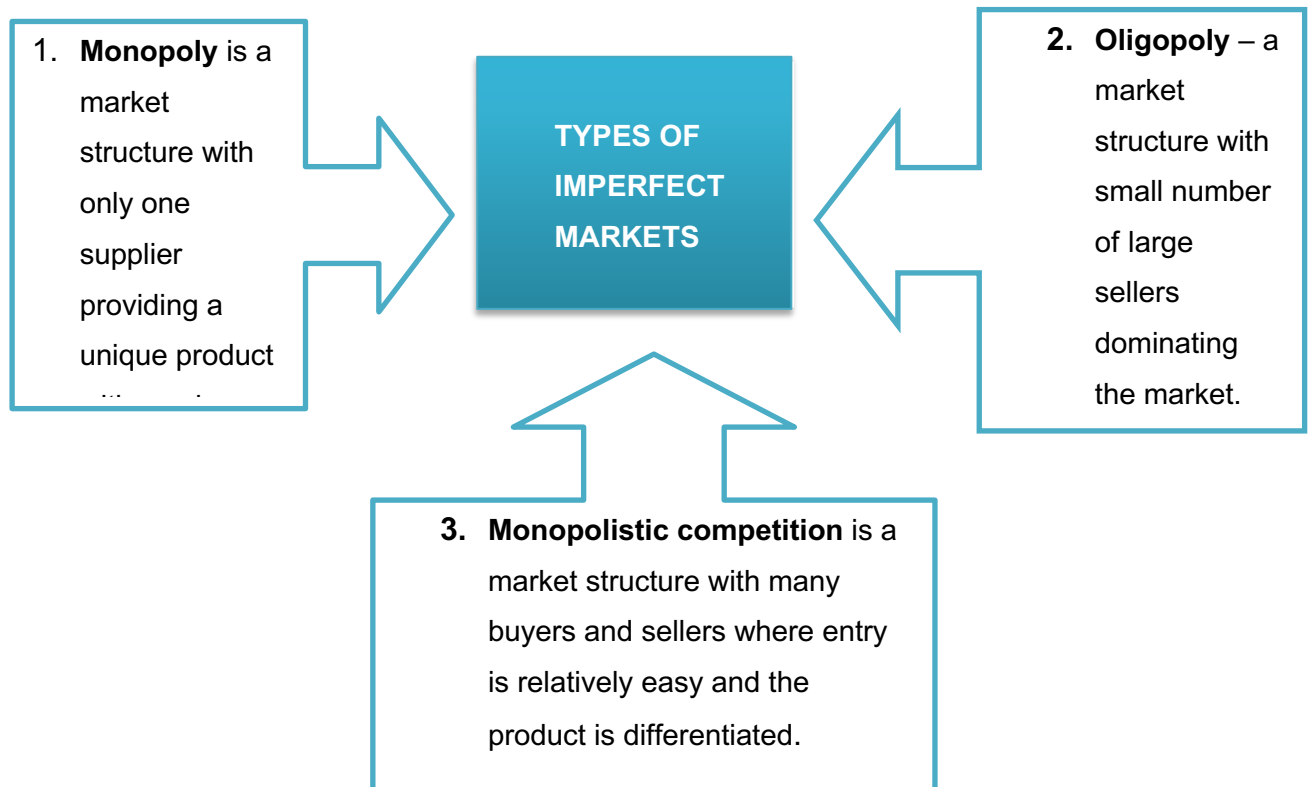 1. Monopoly is a
market
structure with
only one
supplier
providing a
unique product
TYPES OF
IMPERFECT
MARKETS
2. Oligopoly – a
market
structure with
small number
of large
sellers
dominating
the market.
3. Monopolistic competition is a
market structure with many
buyers and sellers where entry
is relatively easy and the
product is differentiated.